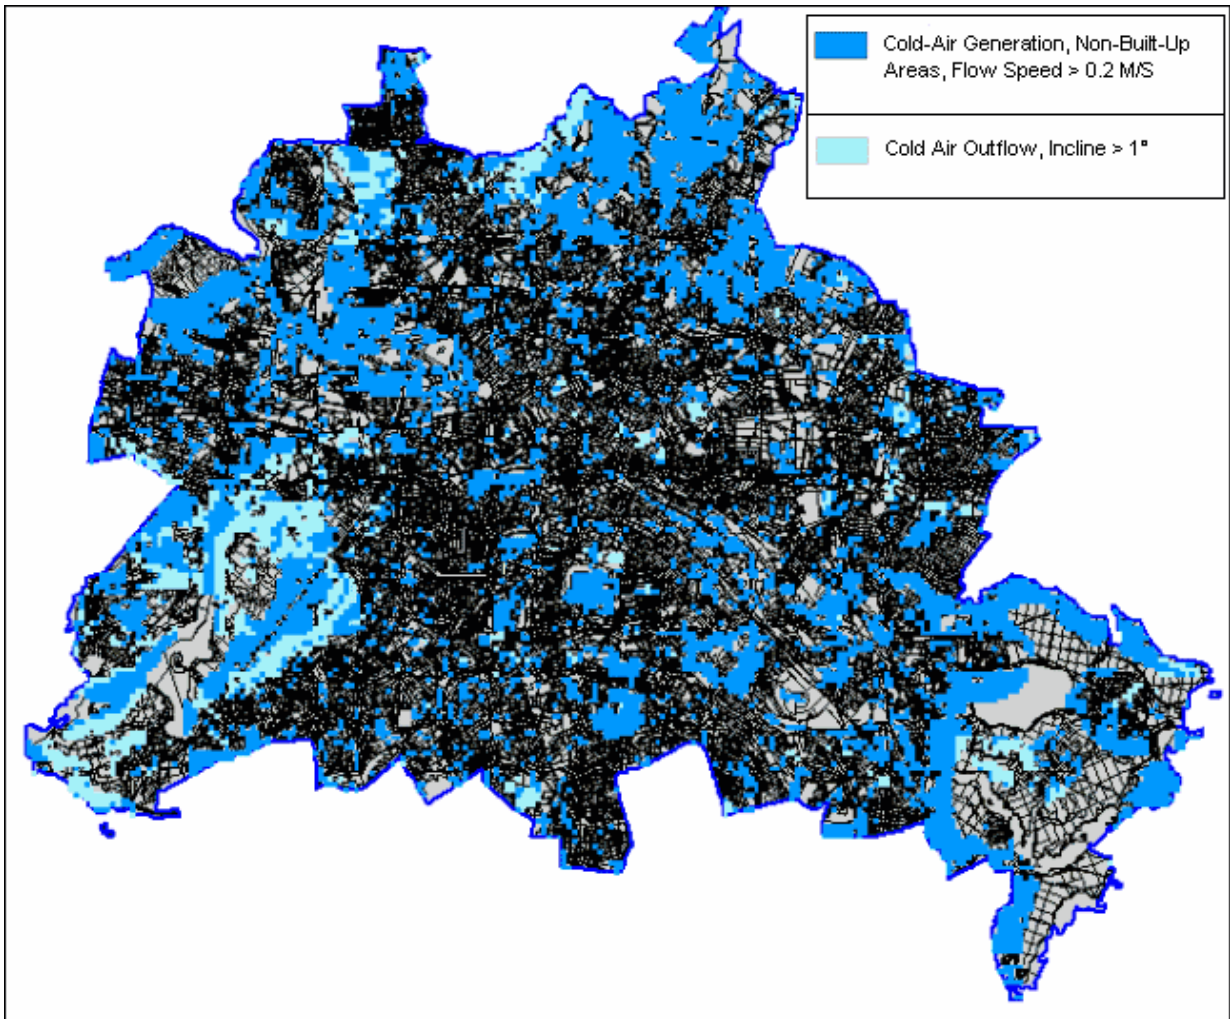 Cold-Air Generation, Non-Built-Up
Areas, Flow Speed > 0.2 M/S
Cold Air Outflow, Incline > 1°